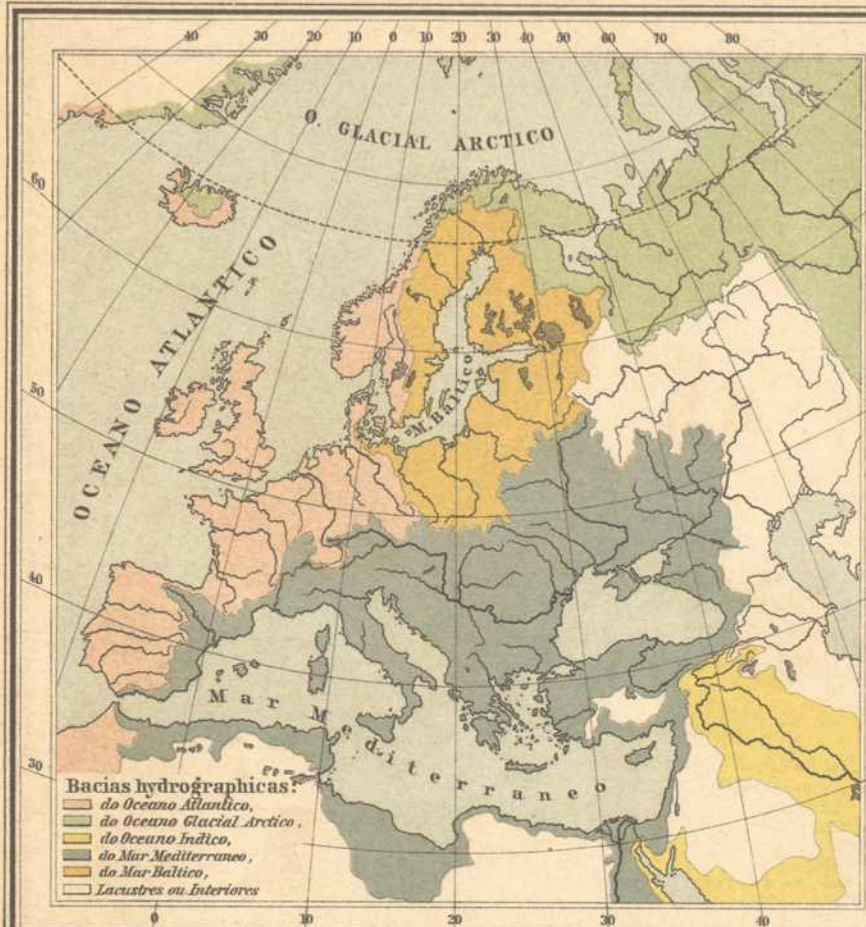 40 30 20 10 0 10 20 30 40 50 60 70 80
O. GLACIAL ARCTICO
60
OCEANO ATLANTICO
50
M. Baltico
40
Mar Mediterraneo
30
Bacias hydrographicas:
do Oceano Atlantico,
do Oceano Glacial Arctico,
do Oceano Indico,
do Mar Mediterraneo,
do Mar Baltico,
Lacustres ou Interiores
0 10 20 30 40